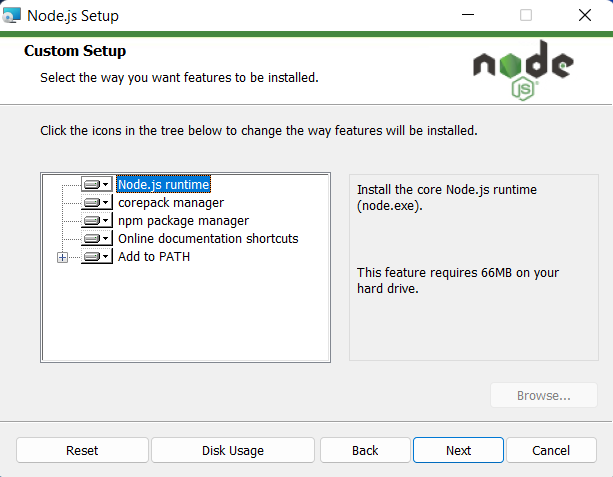 Node.js Setup
Custom Setup
Select the way you want features to be installed.
node
JS
Click the icons in the tree below to change the way features will be installed.
Node.js runtime
corepack manager
npm package manager
Online documentation shortcuts
Add to PATH
Install the core Node.js runtime
(node.exe).
This feature requires 66MB on your
hard drive.
Browse...
Reset
Disk Usage
Back
Next
Cancel